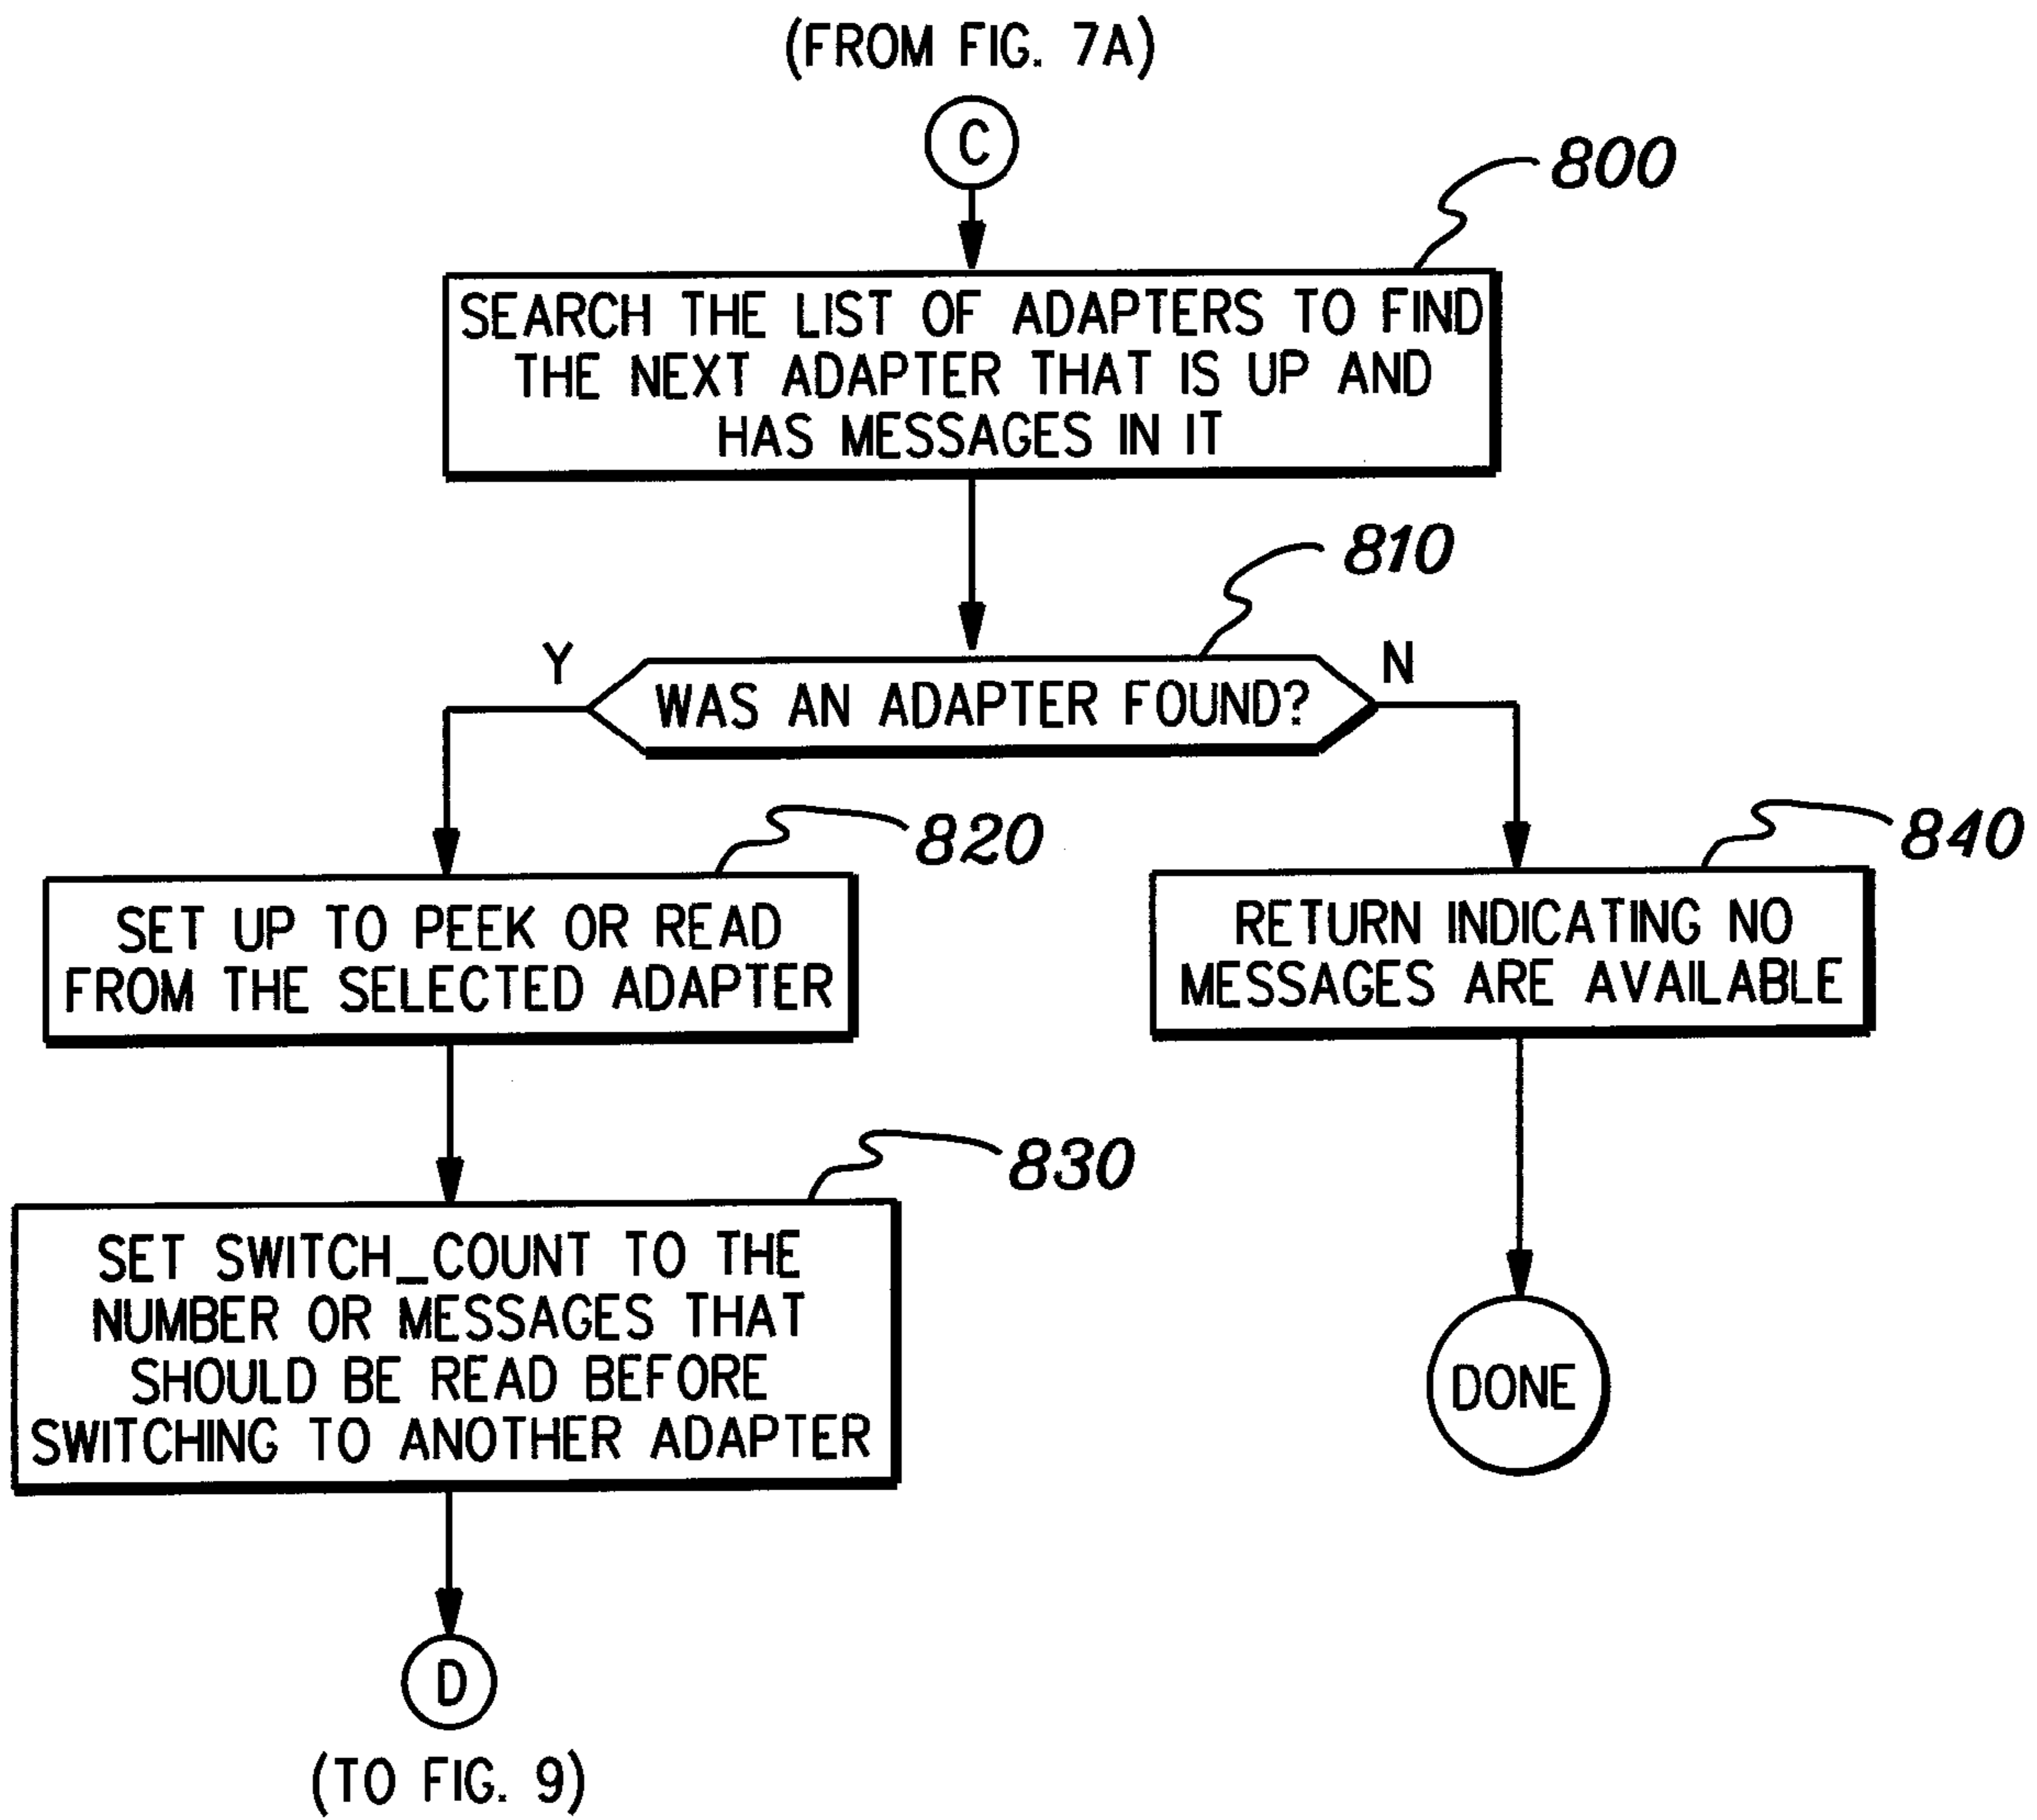 (FROM FIG. 7A)
C
800
SEARCH THE LIST OF ADAPTERS TO FIND
THE NEXT ADAPTER THAT IS UP AND
HAS MESSAGES IN IT
810
Y
N
WAS AN ADAPTER FOUND?
820
840
SET UP TO PEEK OR READ
FROM THE SELECTED ADAPTER
RETURN INDICATING NO
MESSAGES ARE AVAILABLE
830
SET SWITCH_COUNT TO THE
NUMBER OR MESSAGES THAT
SHOULD BE READ BEFORE
SWITCHING TO ANOTHER ADAPTER
DONE
D
(TO FIG. 9)